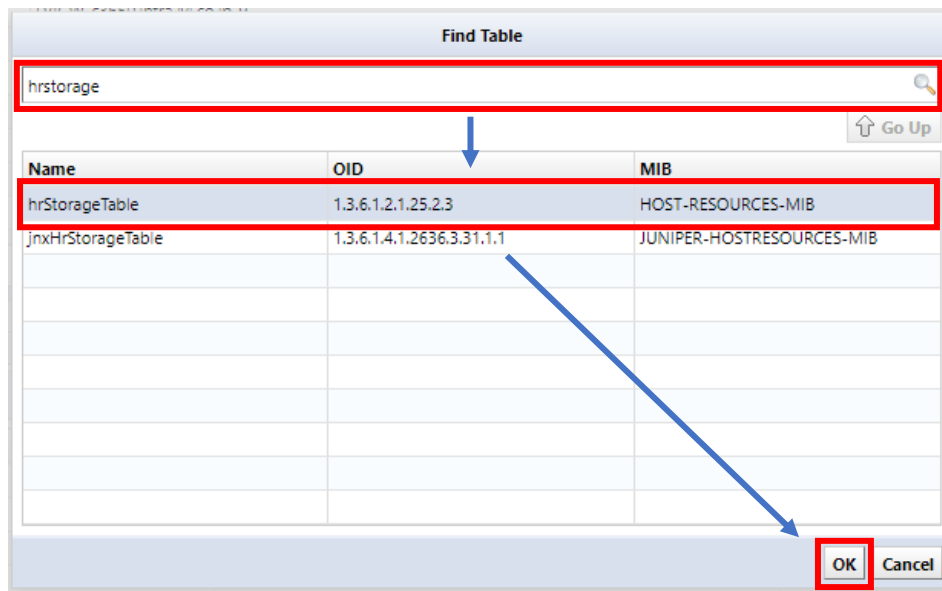 Find Table
hrstorage
Go Up
Name OID MIB
hrStorageTable 1.3.6.1.2.1.25.2.3 HOST-RESOURCES-MIB
jnxHrStorageTable 1.3.6.1.4.1.2636.3.31.1.1 JUNIPER-HOSTRESOURCES-MIB
OK Cancel